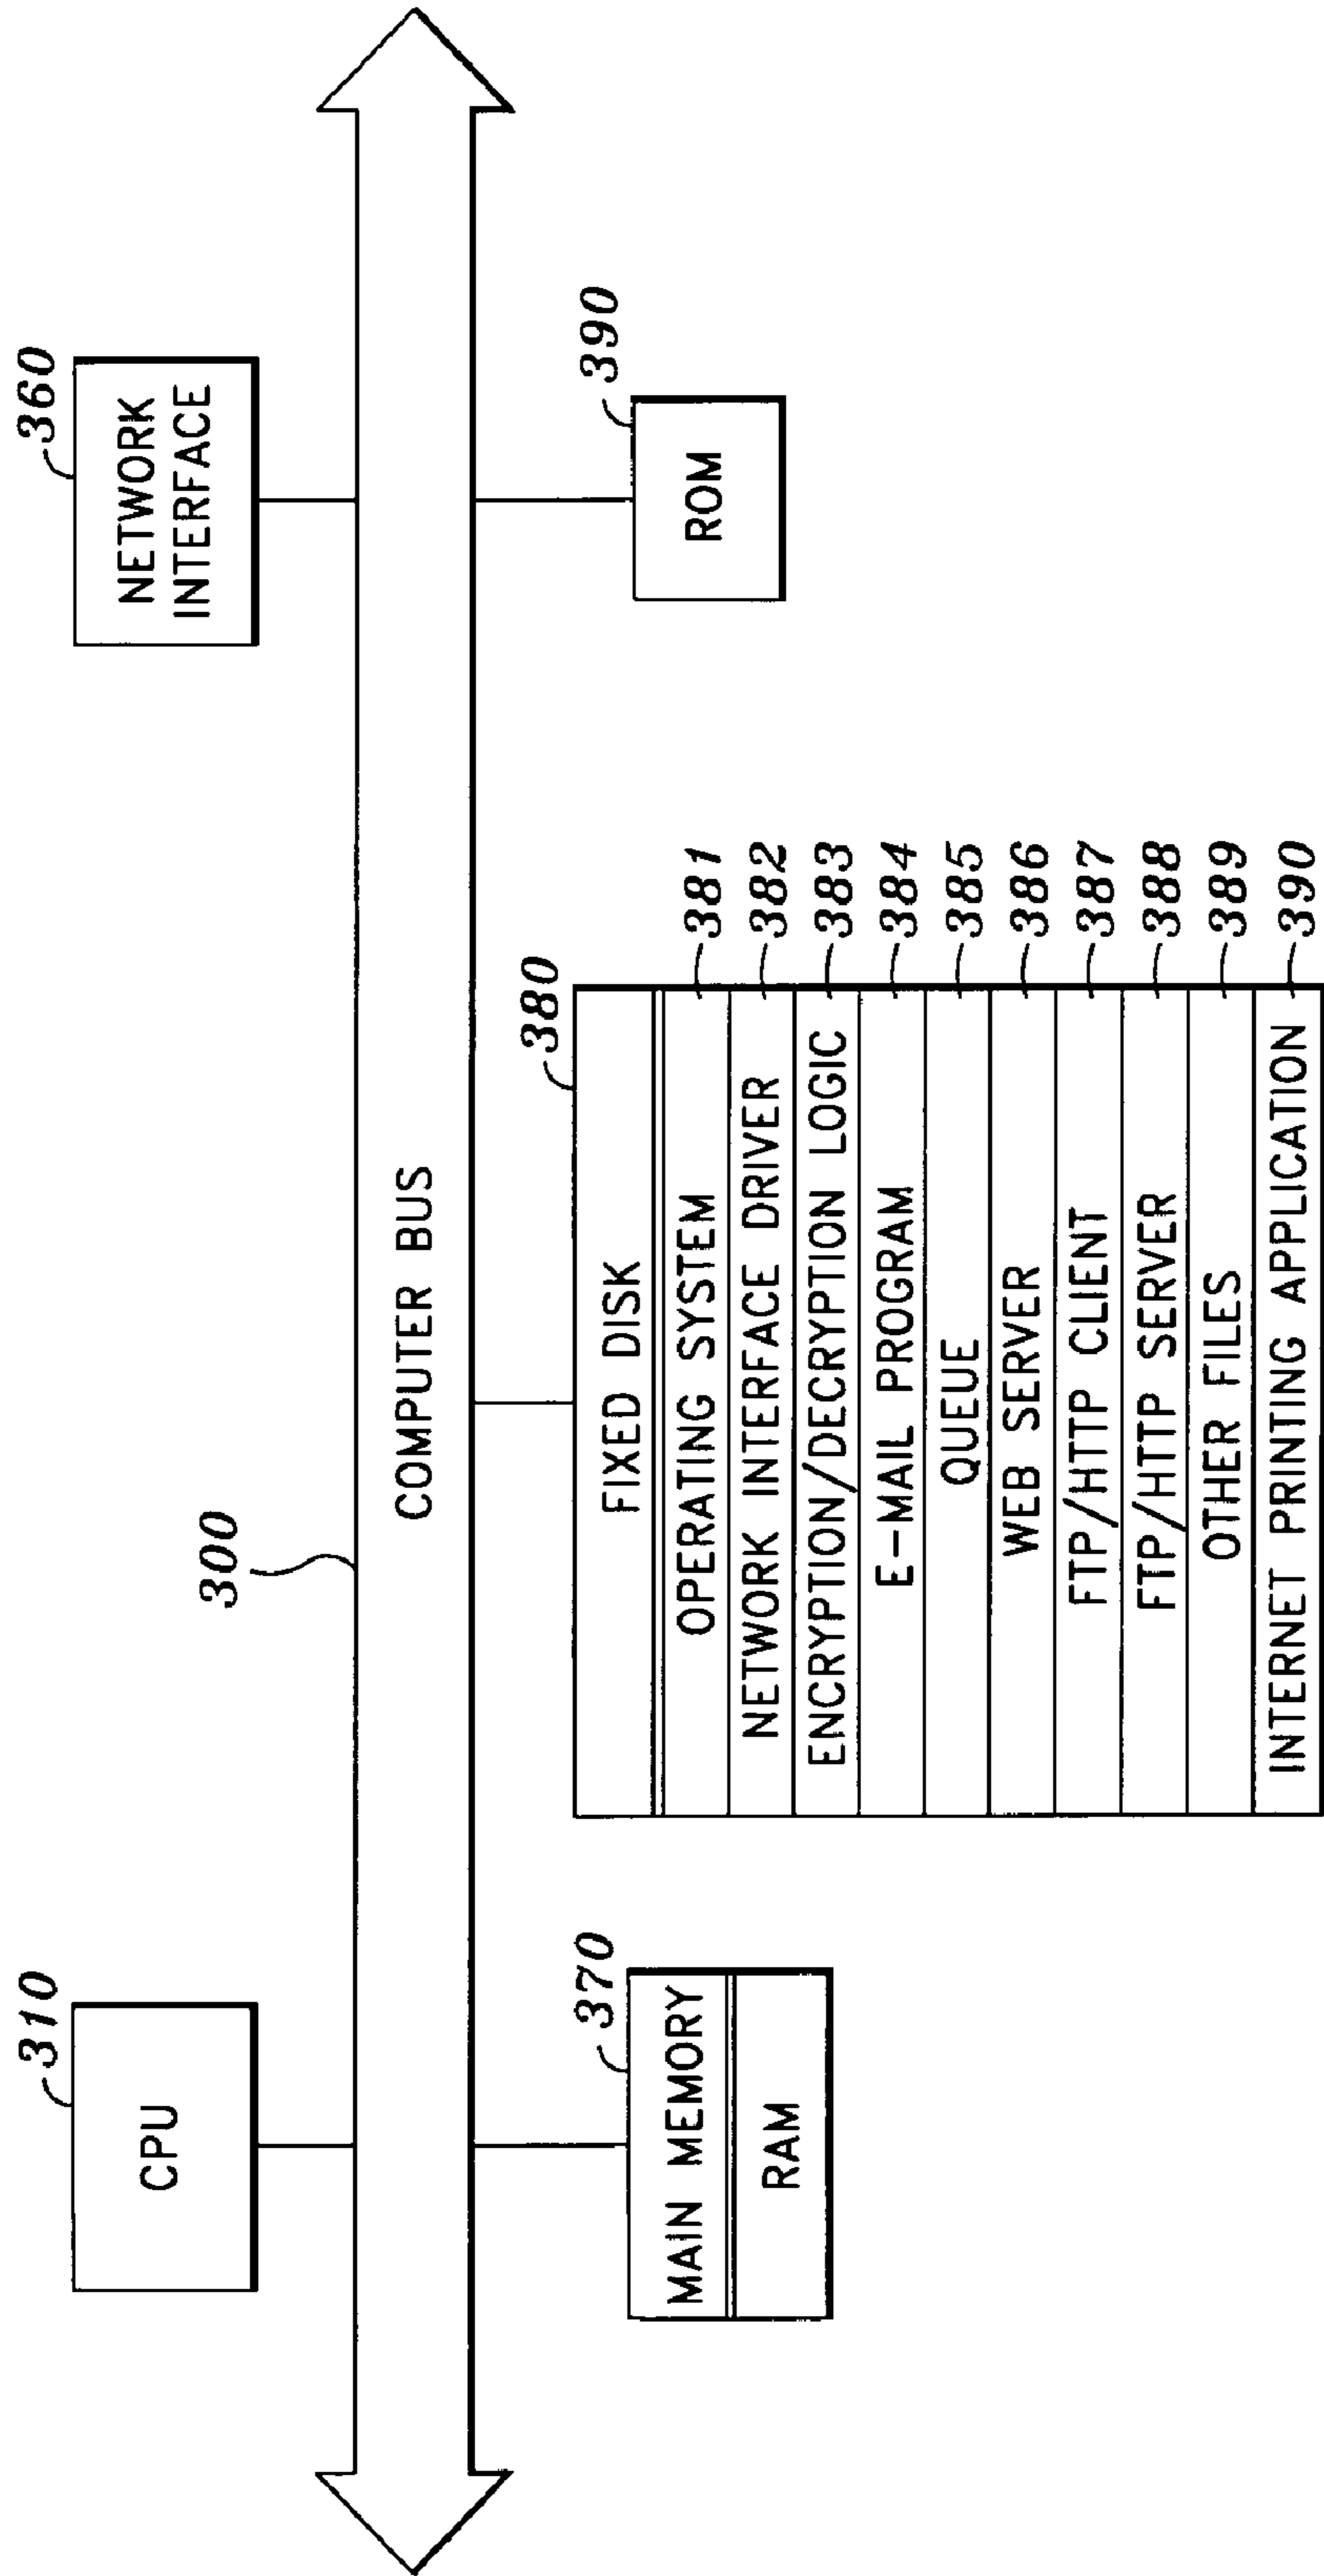 310
CPU
360
NETWORK
INTERFACE
300
COMPUTER BUS
370
MAIN MEMORY
RAM
380
FIXED DISK
OPERATING SYSTEM 381
NETWORK INTERFACE DRIVER 382
ENCRYPTION/DECRYPTION LOGIC 383
E-MAIL PROGRAM 384
QUEUE 385
WEB SERVER 386
FTP/HTTP CLIENT 387
FTP/HTTP SERVER 388
OTHER FILES 389
INTERNET PRINTING APPLICATION 390
390
ROM